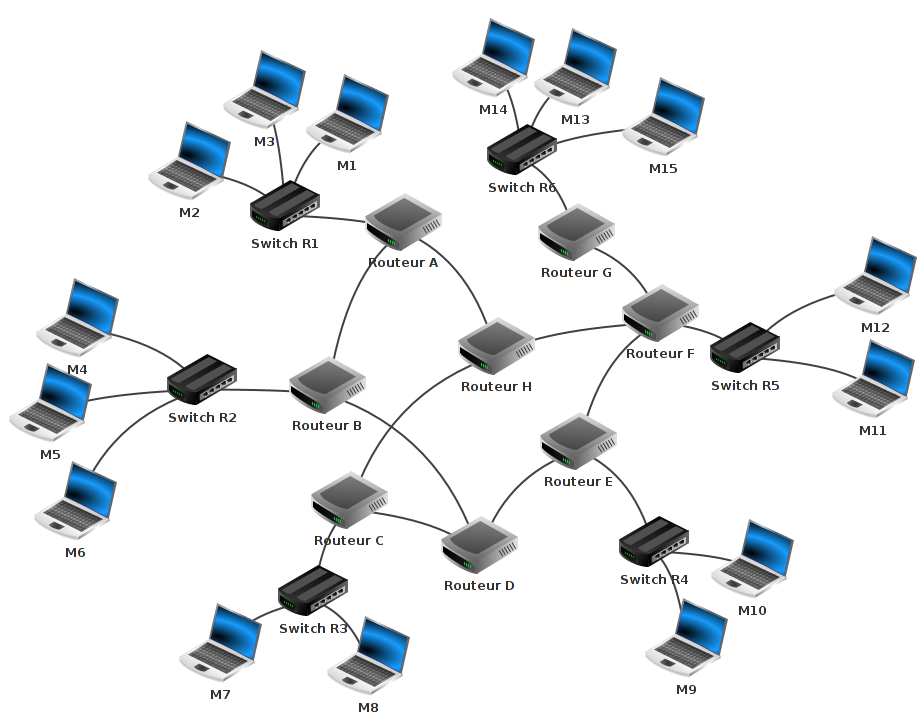 M14
M13
M3
M1
M15
Switch R6
M2
Switch R1
Routeur A
Routeur G
M12
Routeur F
M4
Routeur H
Switch R5
Switch R2
Routeur B
M11
M5
Routeur E
Routeur C
M6
Switch R4
Routeur D
M10
Switch R3
M9
M7
M8